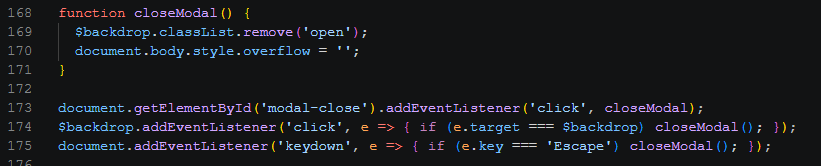 168 function closeModal() {
169   $backdrop.classList.remove('open');
170   document.body.style.overflow = '';
171 }
172
173 document.getElementById('modal-close').addEventListener('click', closeModal);
174 $backdrop.addEventListener('click', e => { if (e.target === $backdrop) closeModal(); });
175 document.addEventListener('keydown', e => { if (e.key === 'Escape') closeModal(); });
176